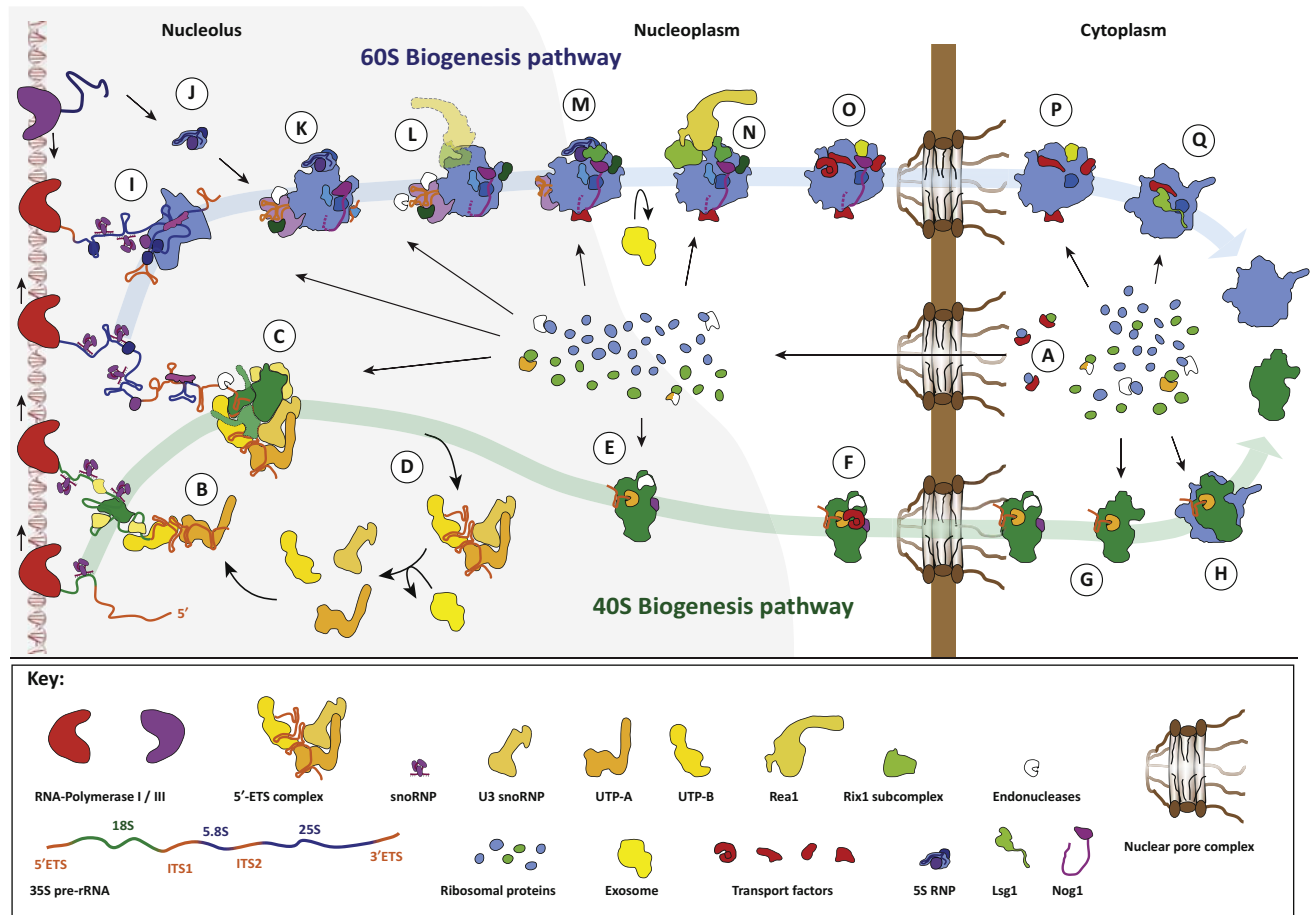 Nucleolus
Nucleoplasm
Cytoplasm
60S Biogenesis pathway
J
K
L
M
N
O
P
Q
I
C
A
B
D
E
F
G
H
5′
40S Biogenesis pathway
Key:
RNA-Polymerase I / III
5′-ETS complex
snoRNP
U3 snoRNP
UTP-A
UTP-B
Rea1
Rix1 subcomplex
Endonucleases
Nuclear pore complex
18S
5.8S
25S
5′ETS
ITS1
ITS2
3′ETS
35S pre-rRNA
Ribosomal proteins
Exosome
Transport factors
5S RNP
Lsg1
Nog1